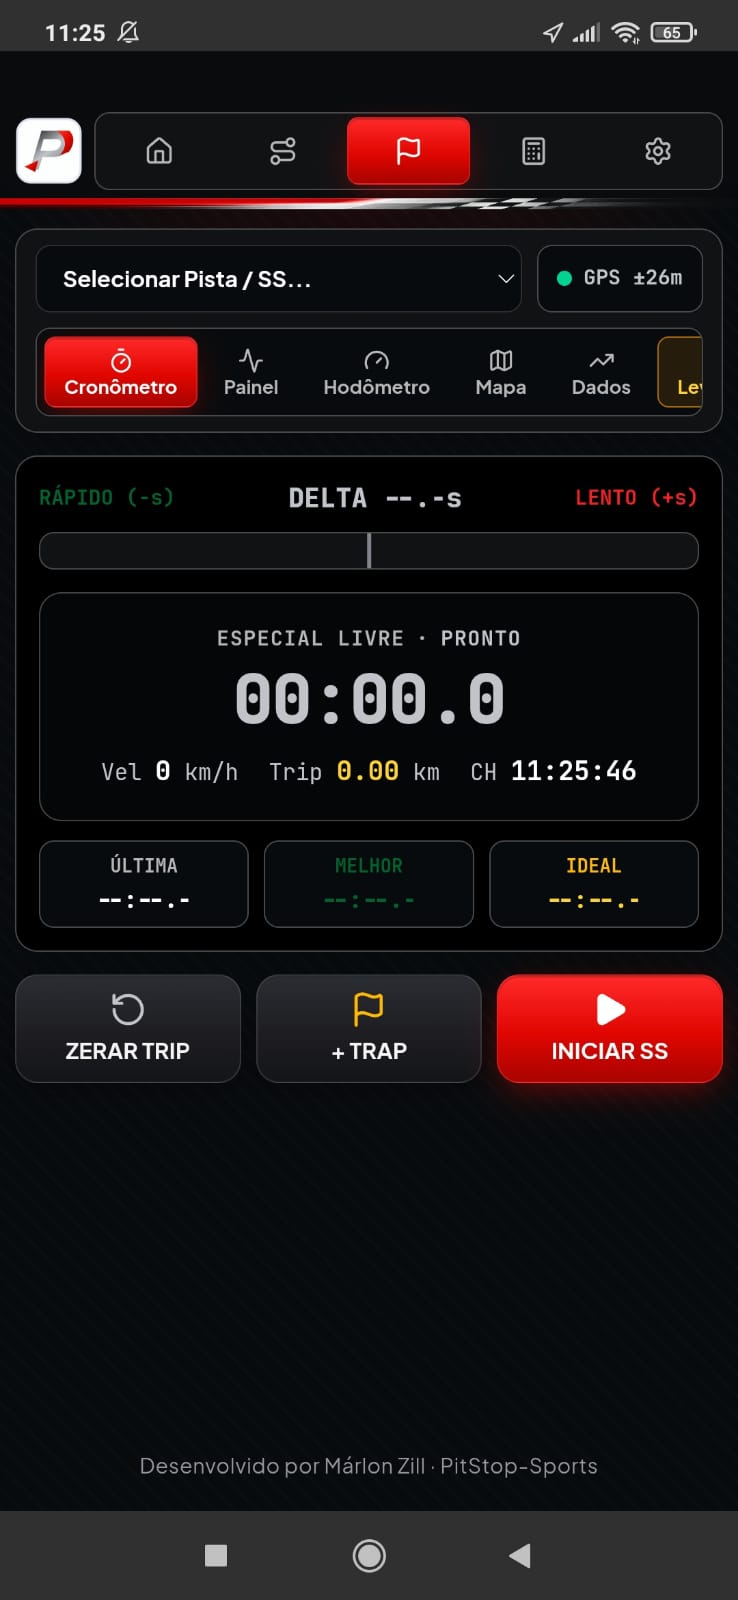 11:25
65
Selecionar Pista / SS...
GPS ±26m
Cronômetro
Painel
Hodômetro
Mapa
Dados
RÁPIDO (-s)
DELTA --.-s
LENTO (+s)
ESPECIAL LIVRE · PRONTO
00:00.0
Vel 0 km/h Trip 0.00 km CH 11:25:46
ÚLTIMA
MELHOR
IDEAL
--:--.-
--:--.-
--:--.-
ZERAR TRIP
+ TRAP
INICIAR SS
Desenvolvido por Márlon Zill · PitStop-Sports